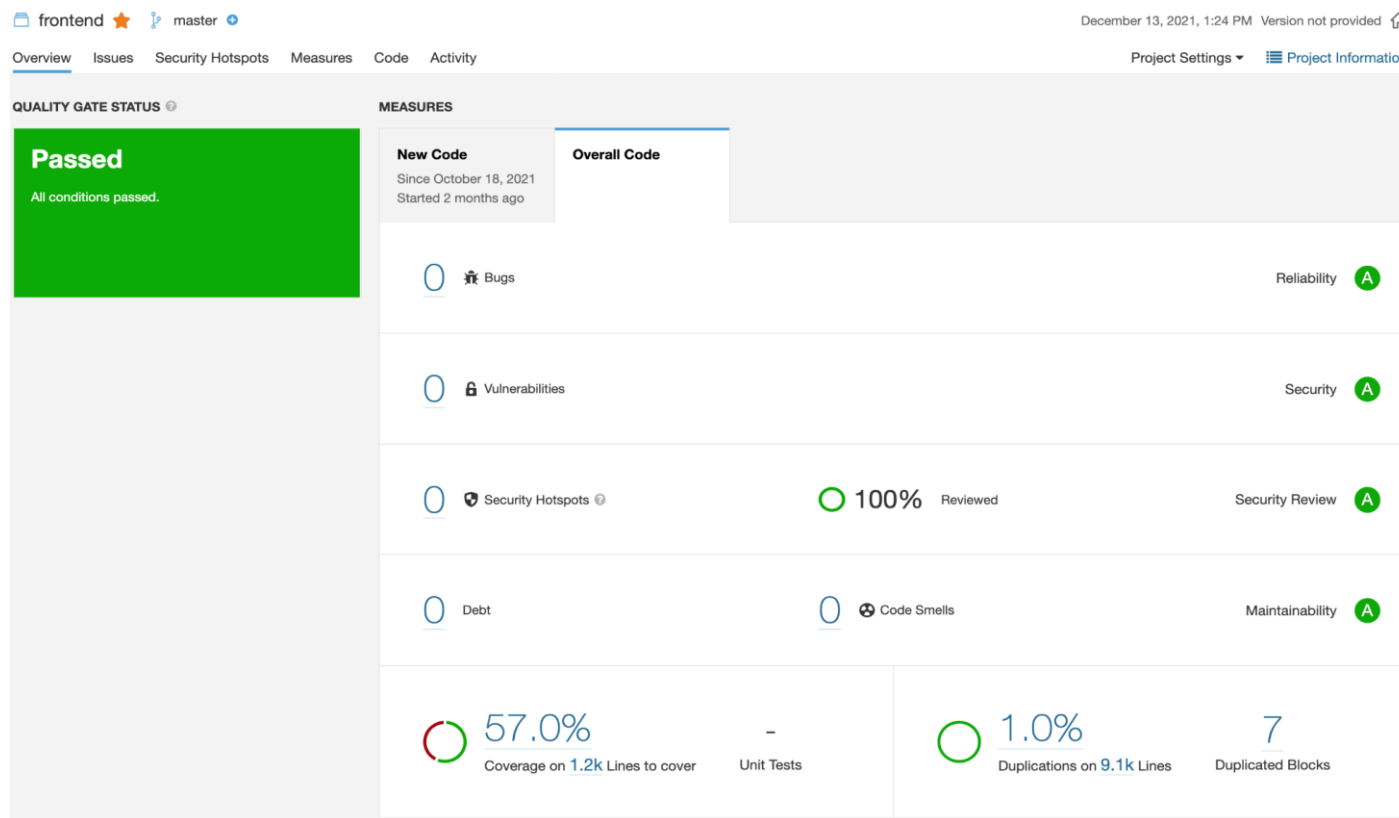 frontend master
December 13, 2021, 1:24 PM Version not provided
Overview Issues Security Hotspots Measures Code Activity
Project Settings Project Informatio
QUALITY GATE STATUS
Passed
All conditions passed.
MEASURES
New Code
Since October 18, 2021
Started 2 months ago
Overall Code
0 Bugs
Reliability A
0 Vulnerabilities
Security A
0 Security Hotspots
100% Reviewed
Security Review A
0 Debt
0 Code Smells
Maintainability A
57.0%
Coverage on 1.2k Lines to cover
-
Unit Tests
1.0%
Duplications on 9.1k Lines
7
Duplicated Blocks